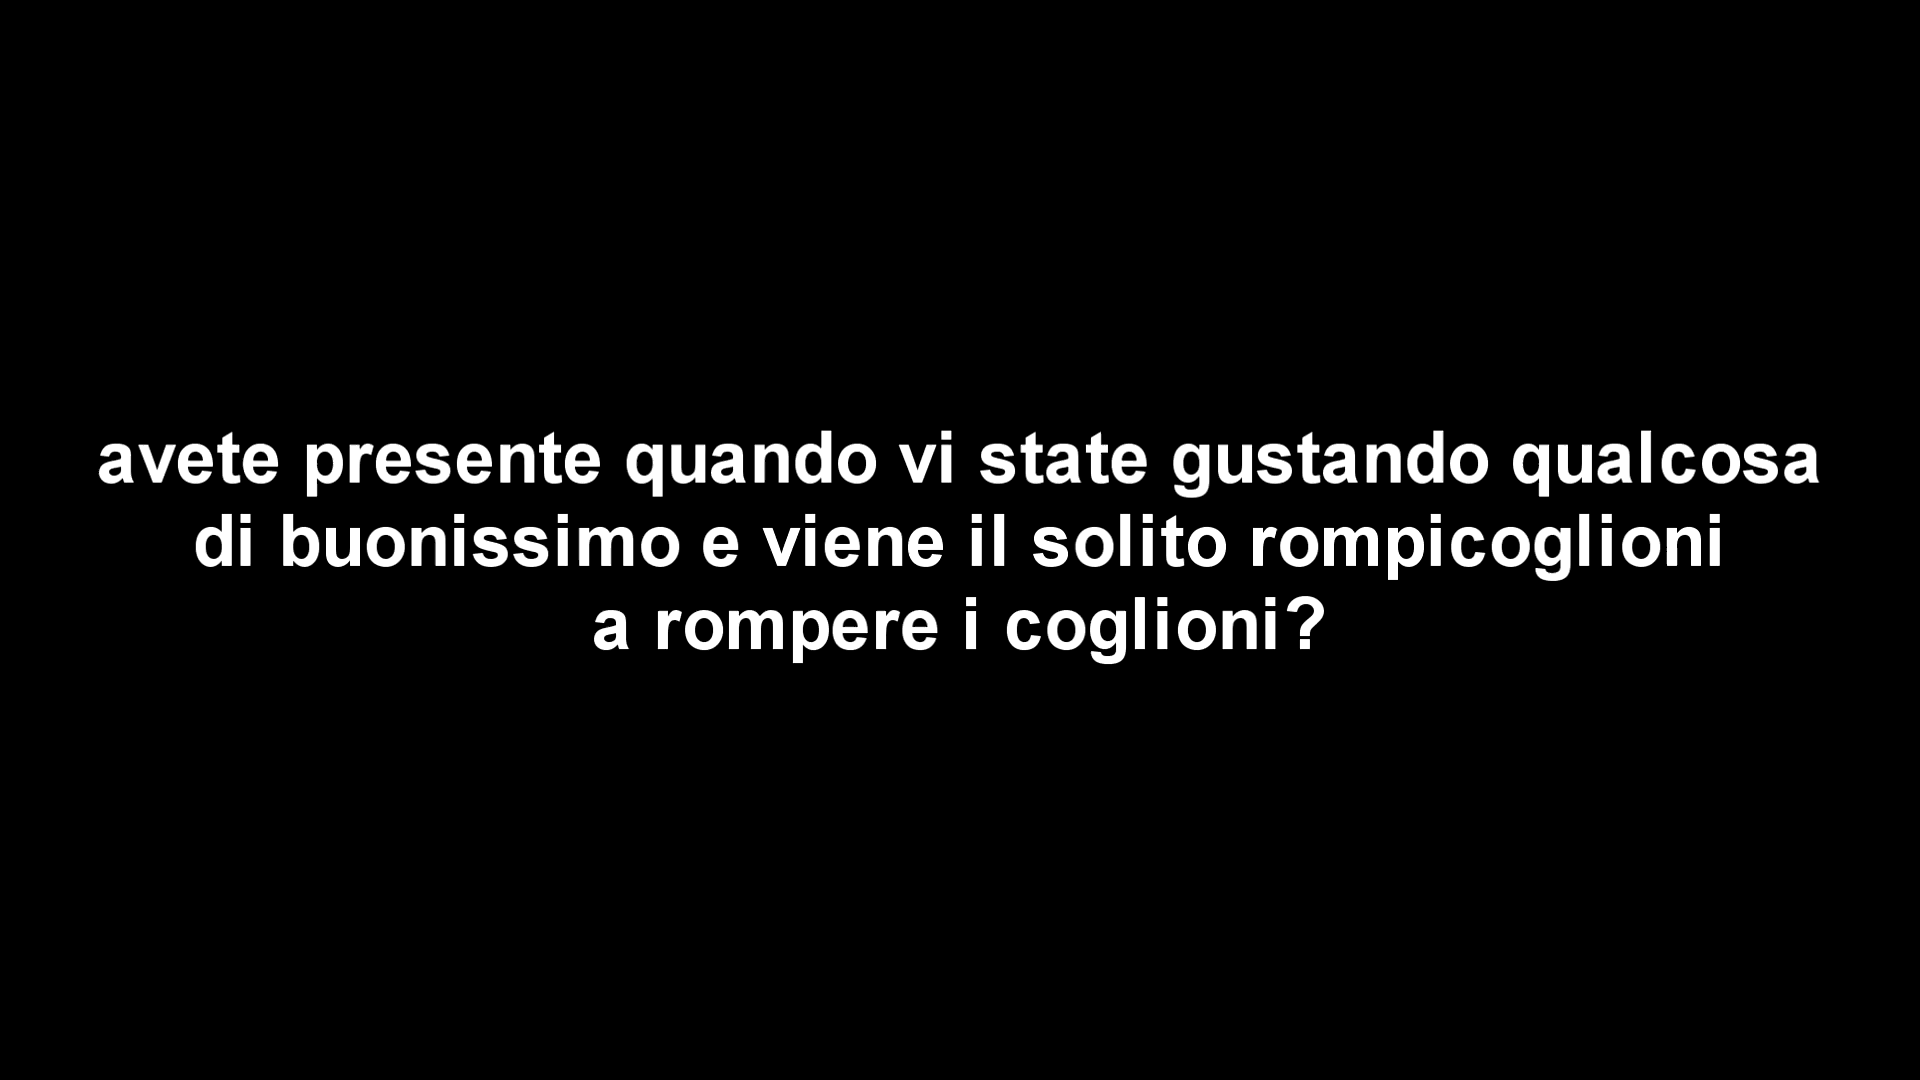 avete presente quando vi state gustando qualcosa
di buonissimo e viene il solito rompicoglioni
a rompere i coglioni?